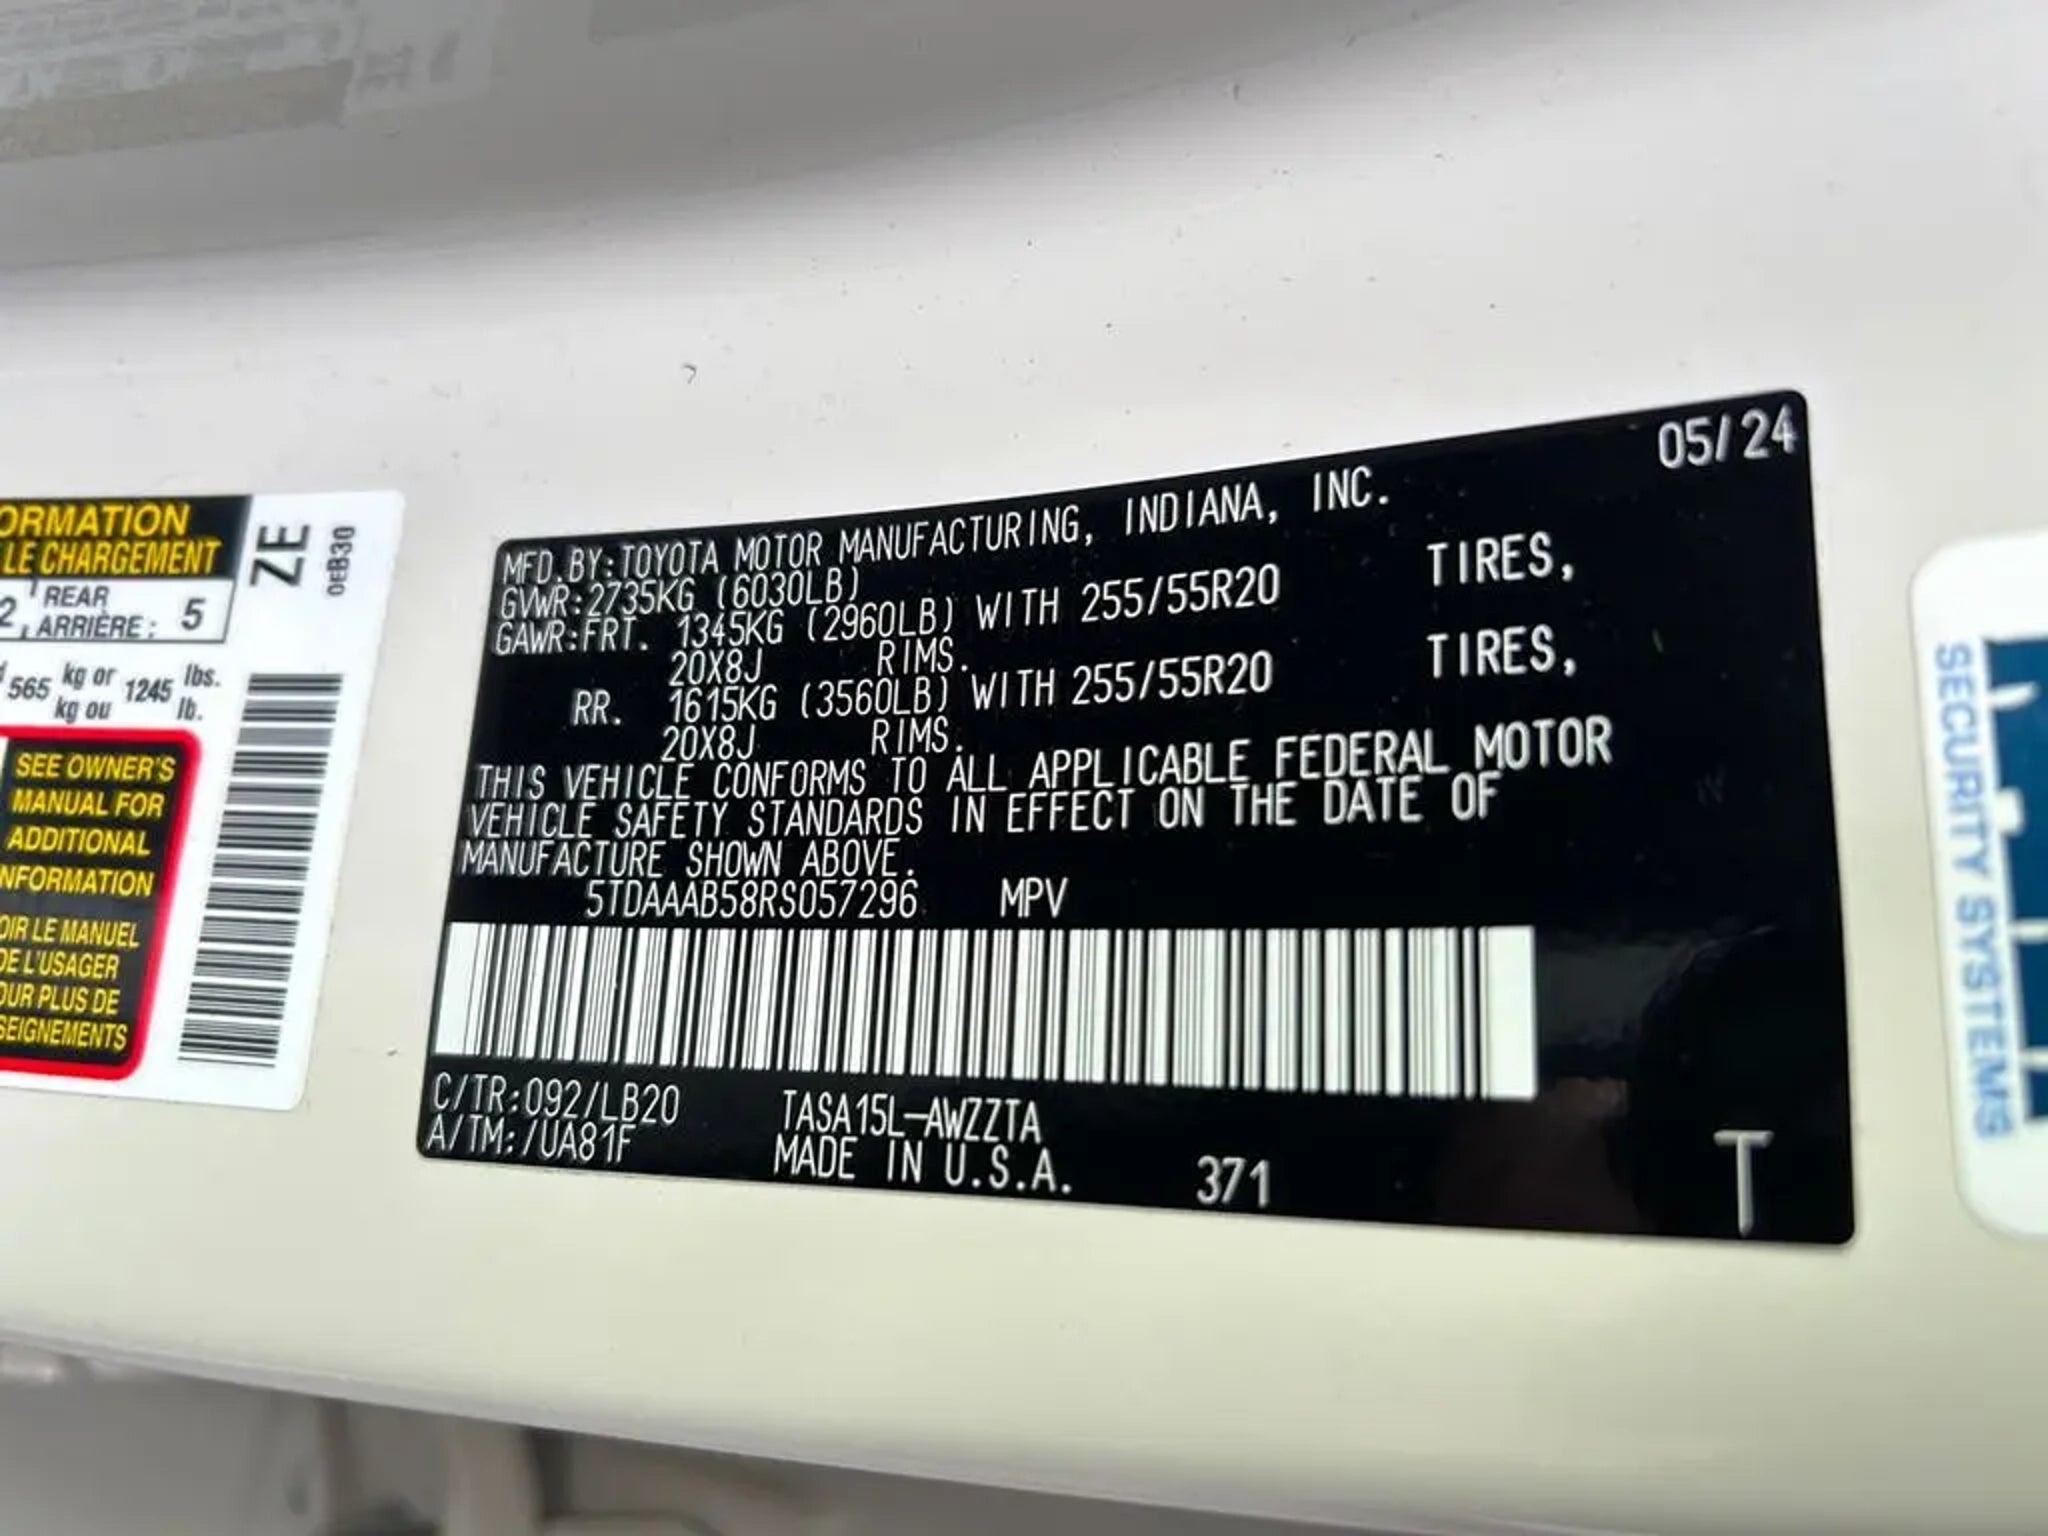 ORMATION
LE CHARGEMENT
REAR
ARRIÈRE : 5
565 kg or 1245 lbs.
kg ou lb.
SEE OWNER'S
MANUAL FOR
ADDITIONAL
NFORMATION
OIR LE MANUEL
DE L'USAGER
OUR PLUS DE
SEIGNEMENTS
ZE
0EB30
05/24
MFD.BY:TOYOTA MOTOR MANUFACTURING, INDIANA, INC.
GVWR:2735KG (6030LB)
GAWR:FRT. 1345KG (2960LB) WITH 255/55R20 TIRES,
20X8J RIMS.
RR. 1615KG (3560LB) WITH 255/55R20 TIRES,
20X8J RIMS.
THIS VEHICLE CONFORMS TO ALL APPLICABLE FEDERAL MOTOR
VEHICLE SAFETY STANDARDS IN EFFECT ON THE DATE OF
MANUFACTURE SHOWN ABOVE.
5TDAAAB58RS057296 MPV
C/TR:092/LB20 TASA15L-AWZZTA
A/TM:/UA81F MADE IN U.S.A. 371 T
SECURITY SYSTEMS